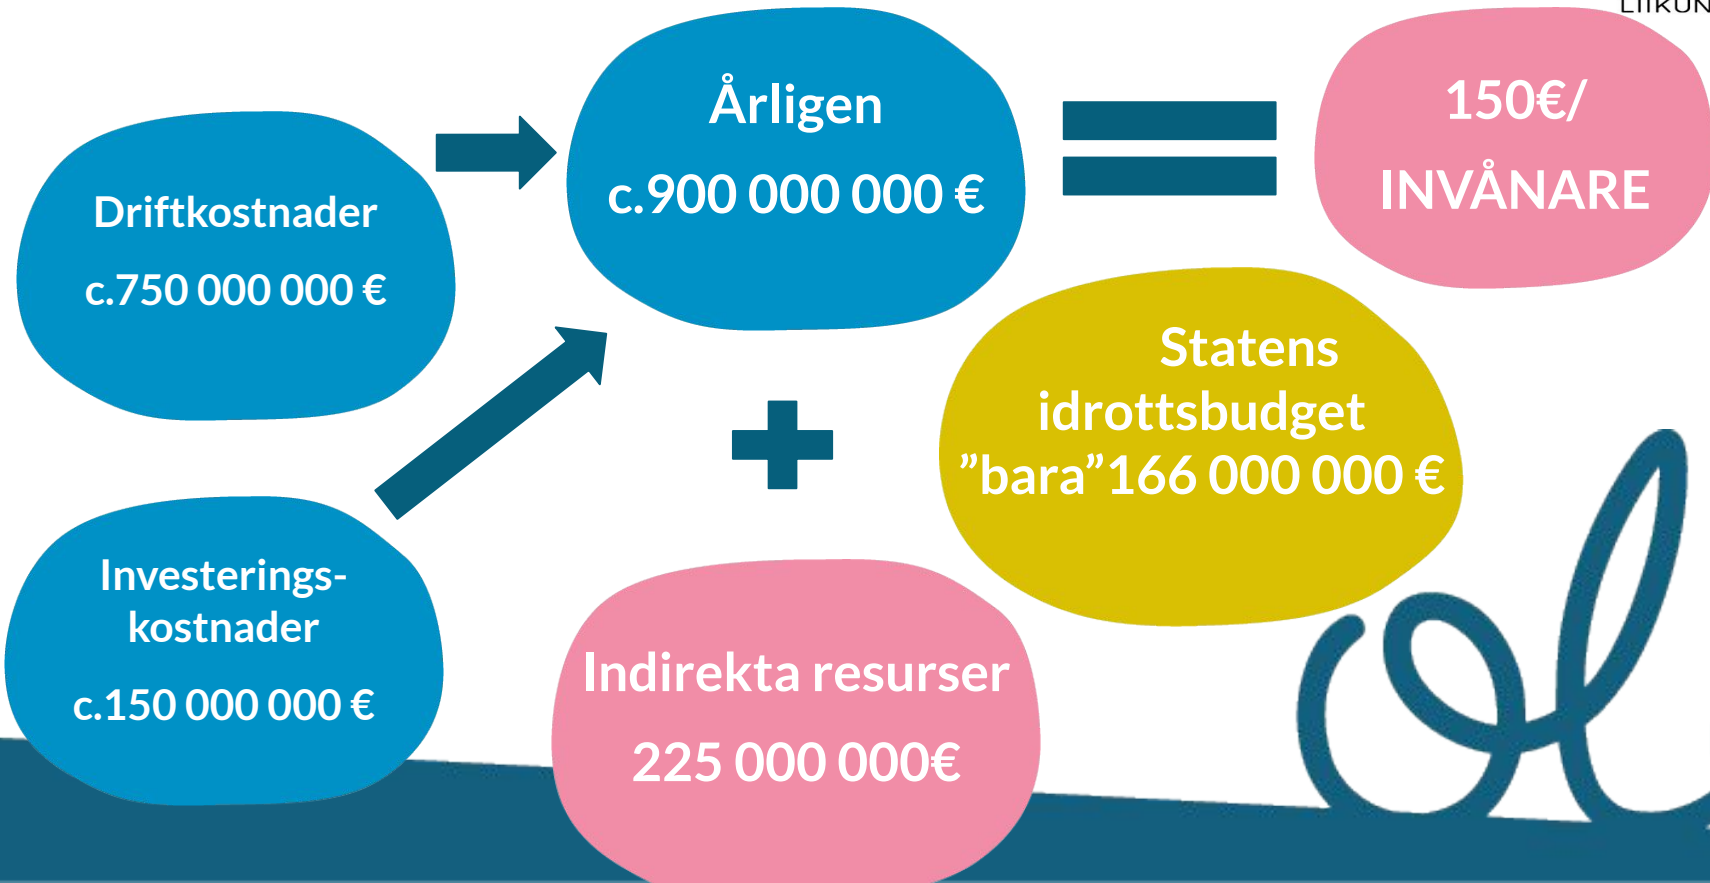 LIIKUN
Årligen
c.900 000 000 €
150€/
INVÅNARE
Driftkostnader
c.750 000 000 €
Statens
idrottsbudget
”bara”166 000 000 €
Investerings-
kostnader
c.150 000 000 €
Indirekta resurser
225 000 000€